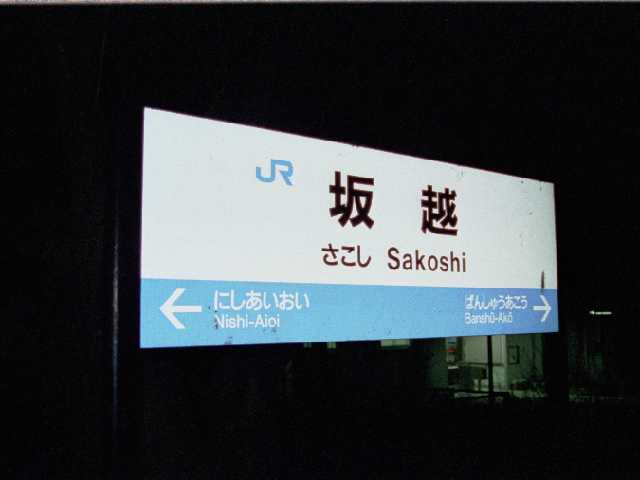 JR
坂越
さこし Sakoshi
← にしあいおい ばんしゅうあこう →
Nishi-Aioi Banshū-Akō